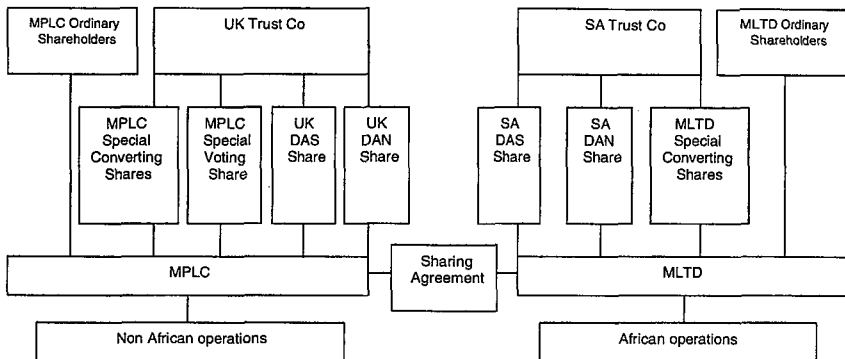 MPLC Ordinary
Shareholders
UK Trust Co
SA Trust Co
MLTD Ordinary
Shareholders
MPLC
Special
Converting
Shares
MPLC
Special
Voting
Share
UK
DAS
Share
UK
DAN
Share
SA
DAS
Share
SA
DAN
Share
MLTD
Special
Converting
Shares
MPLC
Sharing
Agreement
MLTD
Non African operations
African operations